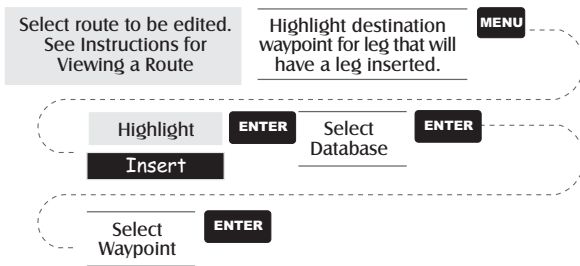 Select route to be edited.
See Instructions for
Viewing a Route
Highlight destination
waypoint for leg that will
have a leg inserted.
MENU
Highlight
Insert
ENTER
Select
Database
ENTER
Select
Waypoint
ENTER